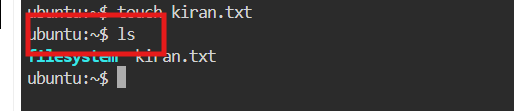 ubuntu:~$ touch kiran.txt
ubuntu:~$ ls
filesystem  kiran.txt
ubuntu:~$